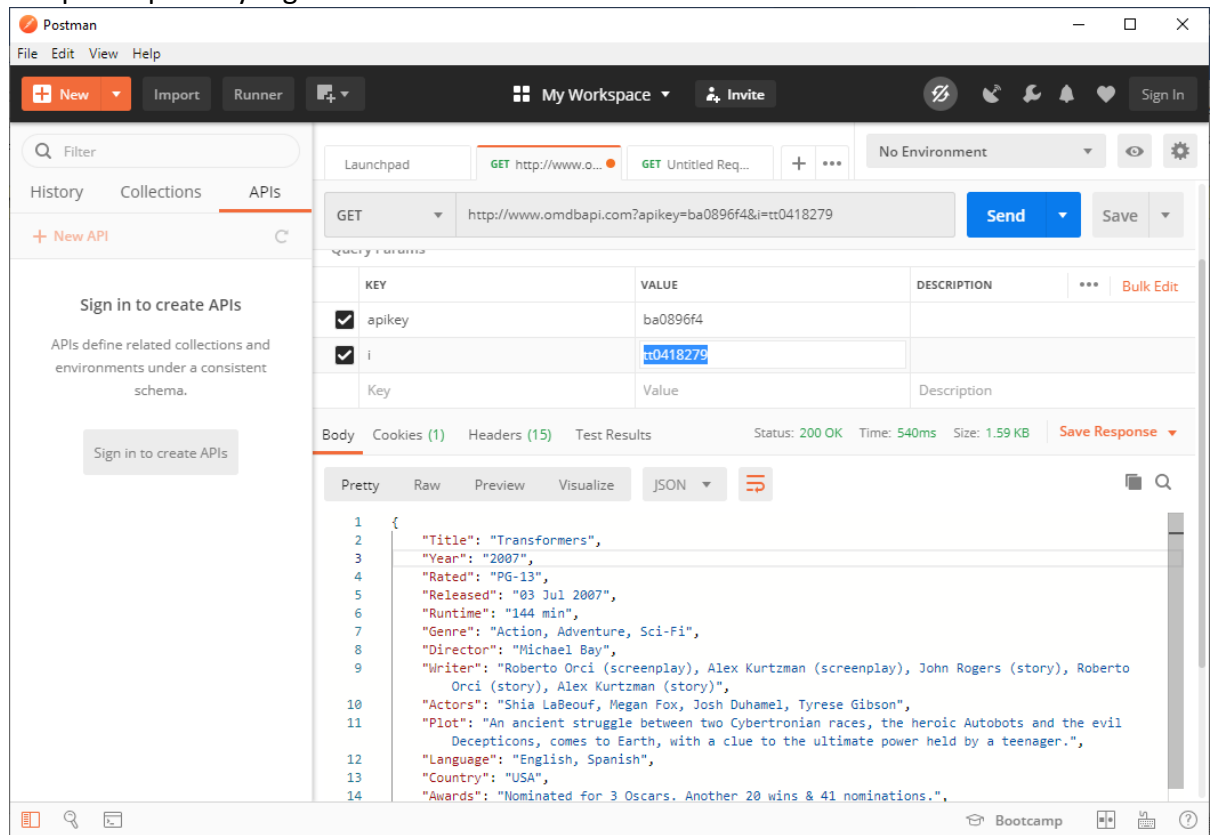 Postman
File Edit View Help
New Import Runner My Workspace Invite Sign In
Filter
History Collections APIs
+ New API
Sign in to create APIs
APIs define related collections and
environments under a consistent
schema.
Sign in to create APIs
Launchpad GET http://www.o... GET Untitled Req... + ••• No Environment
GET http://www.omdbapi.com?apikey=ba0896f4&i=tt0418279 Send Save
Query Params
KEY VALUE DESCRIPTION ••• Bulk Edit
apikey ba0896f4
i tt0418279
Key Value Description
Body Cookies (1) Headers (15) Test Results Status: 200 OK Time: 540ms Size: 1.59 KB Save Response
Pretty Raw Preview Visualize JSON
1 {
2 "Title": "Transformers",
3 "Year": "2007",
4 "Rated": "PG-13",
5 "Released": "03 Jul 2007",
6 "Runtime": "144 min",
7 "Genre": "Action, Adventure, Sci-Fi",
8 "Director": "Michael Bay",
9 "Writer": "Roberto Orci (screenplay), Alex Kurtzman (screenplay), John Rogers (story), Roberto
Orci (story), Alex Kurtzman (story)",
10 "Actors": "Shia LaBeouf, Megan Fox, Josh Duhamel, Tyrese Gibson",
11 "Plot": "An ancient struggle between two Cybertronian races, the heroic Autobots and the evil
Decepticons, comes to Earth, with a clue to the ultimate power held by a teenager.",
12 "Language": "English, Spanish",
13 "Country": "USA",
14 "Awards": "Nominated for 3 Oscars. Another 20 wins & 41 nominations.",
Bootcamp